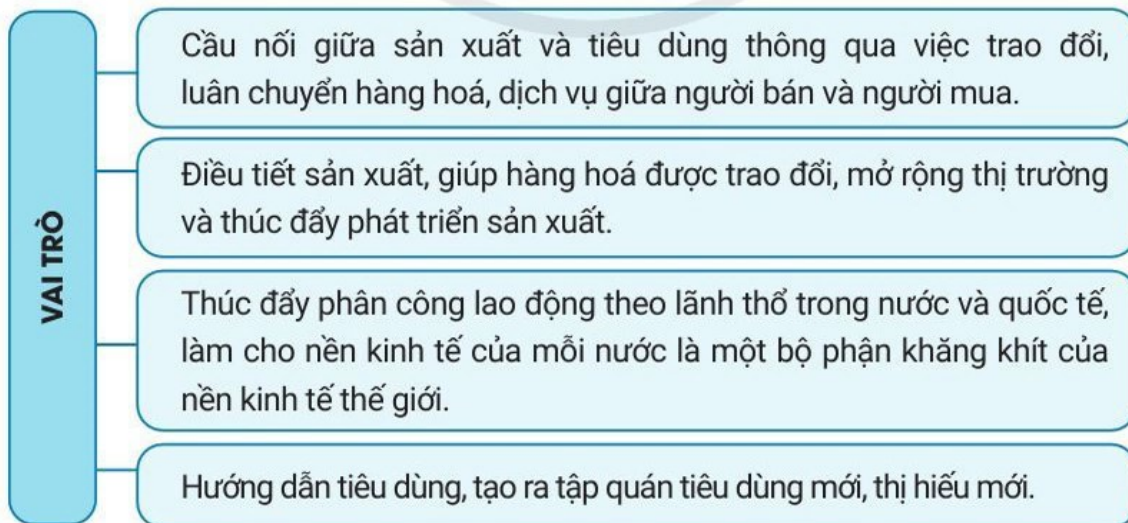 VAI TRÒ
Cầu nối giữa sản xuất và tiêu dùng thông qua việc trao đổi,
luân chuyển hàng hoá, dịch vụ giữa người bán và người mua.
Điều tiết sản xuất, giúp hàng hoá được trao đổi, mở rộng thị trường
và thúc đẩy phát triển sản xuất.
Thúc đẩy phân công lao động theo lãnh thổ trong nước và quốc tế,
làm cho nền kinh tế của mỗi nước là một bộ phận khăng khít của
nền kinh tế thế giới.
Hướng dẫn tiêu dùng, tạo ra tập quán tiêu dùng mới, thị hiếu mới.